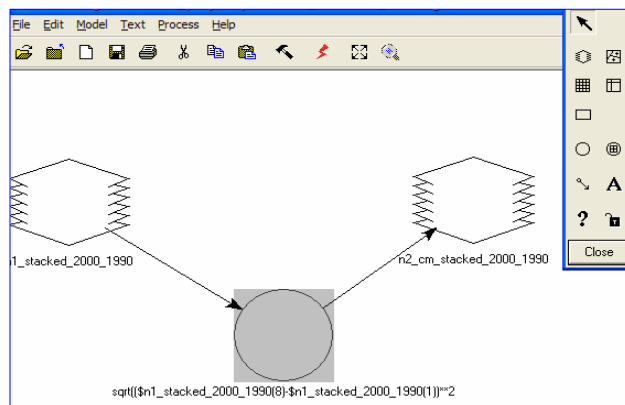 File Edit Model Text Process Help
A
?
Close
n1_stacked_2000_1990
n2_cm_stacked_2000_1990
sqrt(($n1_stacked_2000_1990(8)-$n1_stacked_2000_1990(1))**2